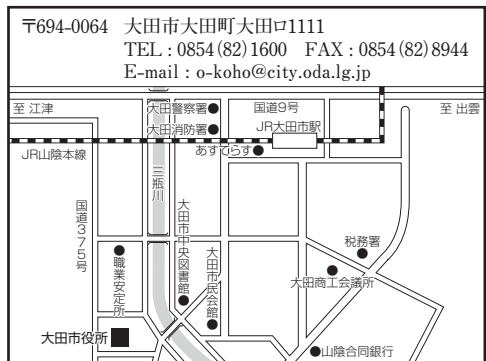 〒694-0064 大田市大田町大田ロ1111
TEL : 0854(82)1600 FAX : 0854(82)8944
E-mail : o-koho@city.oda.lg.jp
至 江津
大田警察署
国道9号
至 出雲
大田消防署
JR大田市駅
あすてらす
JR山陰本線
三瓶川
国道375号
大田市中央図書館
大田市民会館
税務署
職業安定所
大田商工会議所
大田市役所
山陰合同銀行